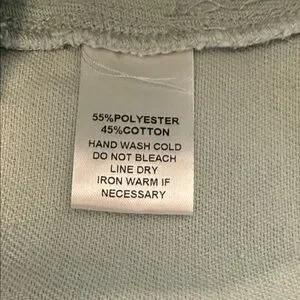 55%POLYESTER
45%COTTON
HAND WASH COLD
DO NOT BLEACH
LINE DRY
IRON WARM IF
NECESSARY